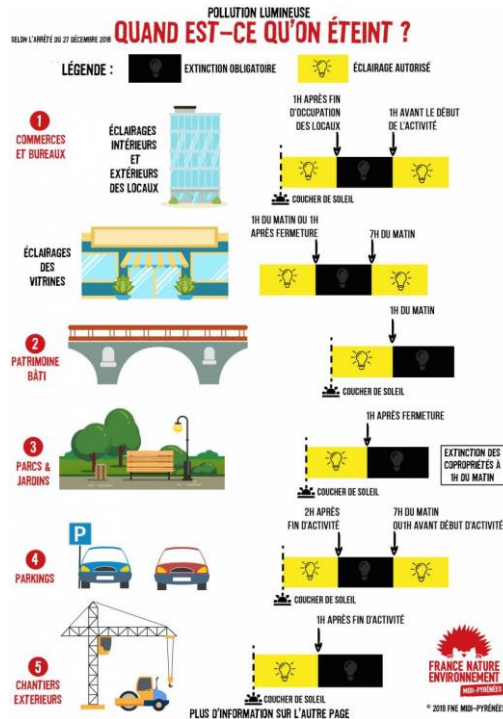 POLLUTION LUMINEUSE
SELON L'ARRÊTÉ DU 27 DÉCEMBRE 2018
QUAND EST-CE QU'ON ÉTEINT ?
LÉGENDE :
EXTINCTION OBLIGATOIRE
ÉCLAIRAGE AUTORISÉ
1
COMMERCES
ET BUREAUX
ÉCLAIRAGES
INTÉRIEURS
ET
EXTÉRIEURS
DES LOCAUX
1H APRÈS FIN
D'OCCUPATION
DES LOCAUX
1H AVANT LE DÉBUT
DE L'ACTIVITÉ
COUCHER DE SOLEIL
ÉCLAIRAGES
DES
VITRINES
1H DU MATIN OU 1H
APRÈS FERMETURE
7H DU MATIN
2
PATRIMOINE
BÂTI
1H DU MATIN
COUCHER DE SOLEIL
3
PARCS &
JARDINS
1H APRÈS FERMETURE
COUCHER DE SOLEIL
EXTINCTION DES
COPROPRIÉTÉS À
1H DU MATIN
4
PARKINGS
P
2H APRÈS
FIN D'ACTIVITÉ
7H DU MATIN
OU1H AVANT DÉBUT D'ACTIVITÉ
COUCHER DE SOLEIL
5
CHANTIERS
EXTERIEURS
1H APRÈS FIN D'ACTIVITÉ
COUCHER DE SOLEIL
PLUS D'INFORMATION SUR L'AUTRE PAGE
FRANCE NATURE
ENVIRONNEMENT
MIDI-PYRÉNÉES
© 2019 FNE MIDI-PYRÉNÉES